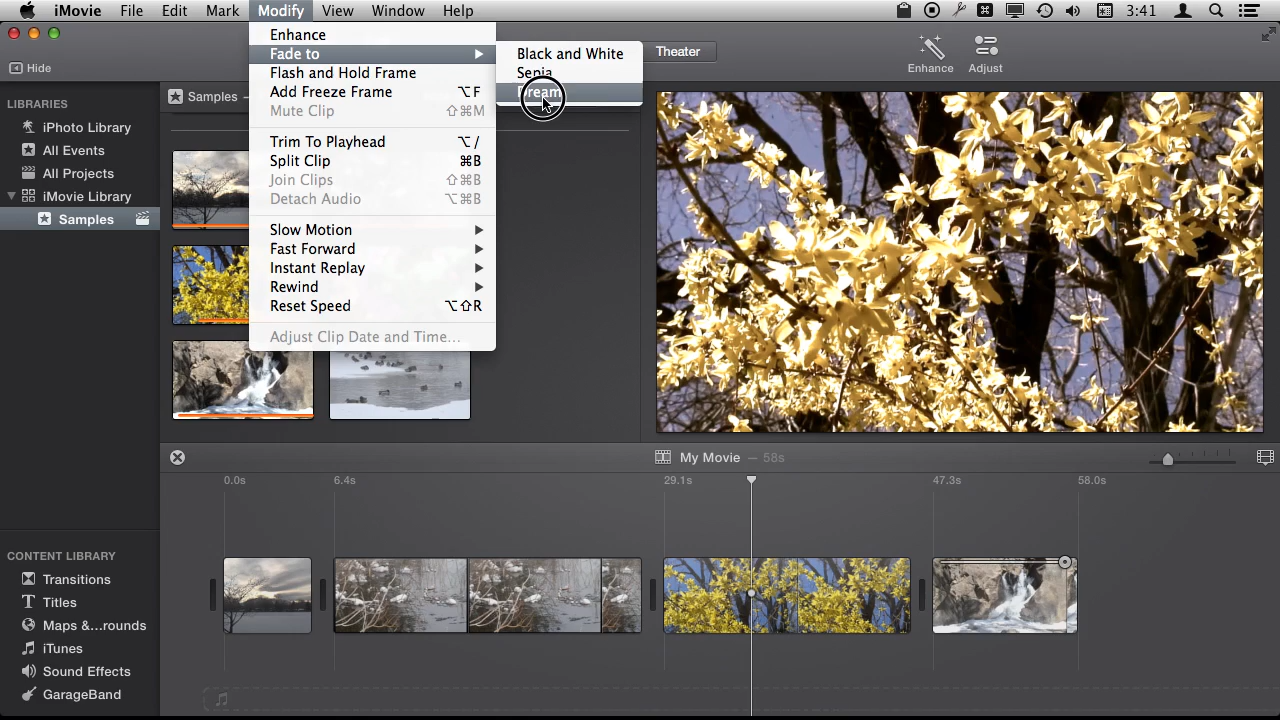 iMovie File Edit Mark Modify View Window Help 3:41
Hide
Theater
Enhance Adjust
LIBRARIES
iPhoto Library
All Events
All Projects
iMovie Library
Samples
Samples –
Enhance
Fade to
Flash and Hold Frame
Add Freeze Frame ⌥F
Mute Clip ⇧⌘M
Trim To Playhead ⌥/
Split Clip ⌘B
Join Clips ⇧⌘B
Detach Audio ⌥⌘B
Slow Motion
Fast Forward
Instant Replay
Rewind
Reset Speed ⌥⇧R
Adjust Clip Date and Time...
Black and White
Sepia
Dream
My Movie — 58s
0.0s 6.4s 29.1s 47.3s 58.0s
CONTENT LIBRARY
Transitions
Titles
Maps &...rounds
iTunes
Sound Effects
GarageBand